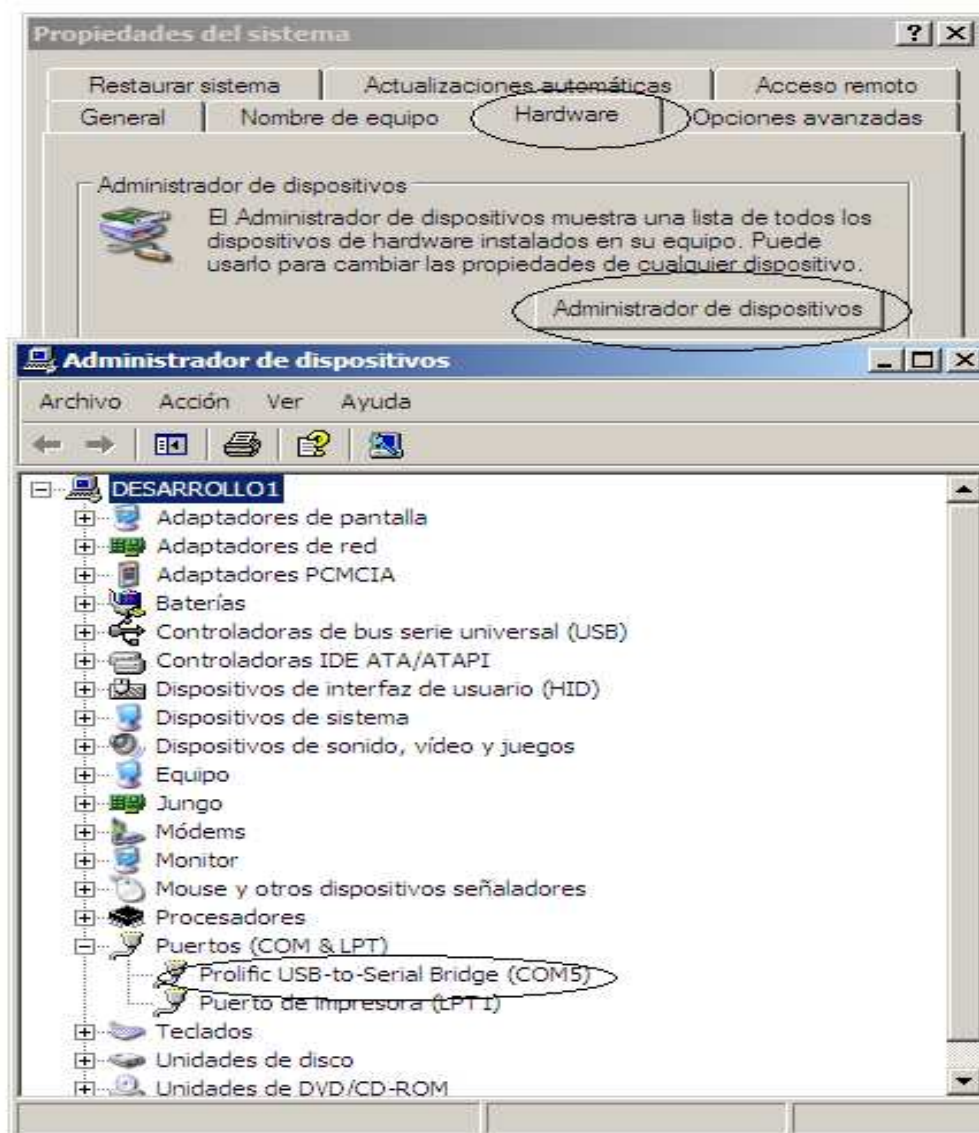 Propiedades del sistema
Restaurar sistema
Actualizaciones automáticas
Acceso remoto
General
Nombre de equipo
Hardware
Opciones avanzadas
Administrador de dispositivos
El Administrador de dispositivos muestra una lista de todos los
dispositivos de hardware instalados en su equipo. Puede
usarlo para cambiar las propiedades de cualquier dispositivo.
Administrador de dispositivos
Administrador de dispositivos
Archivo Acción Ver Ayuda
DESARROLLO1
Adaptadores de pantalla
Adaptadores de red
Adaptadores PCMCIA
Baterías
Controladoras de bus serie universal (USB)
Controladoras IDE ATA/ATAPI
Dispositivos de interfaz de usuario (HID)
Dispositivos de sistema
Dispositivos de sonido, vídeo y juegos
Equipo
Jungo
Módems
Monitor
Mouse y otros dispositivos señaladores
Procesadores
Puertos (COM & LPT)
Prolific USB-to-Serial Bridge (COM5)
Puerto de impresora (LPT1)
Teclados
Unidades de disco
Unidades de DVD/CD-ROM